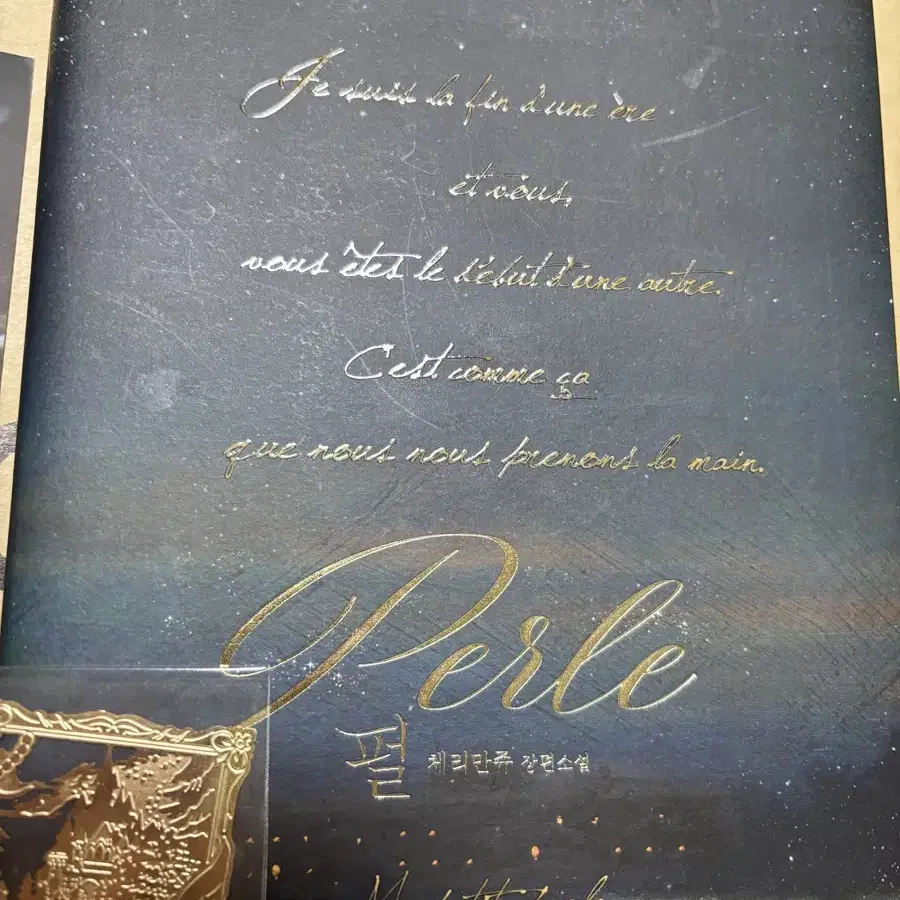 Je suis la fin d'une ère
et vous,
vous êtes le début d'une autre.
C'est comme ça
que nous nous prenons la main.
Perle
펄 체리만쥬 장편소설